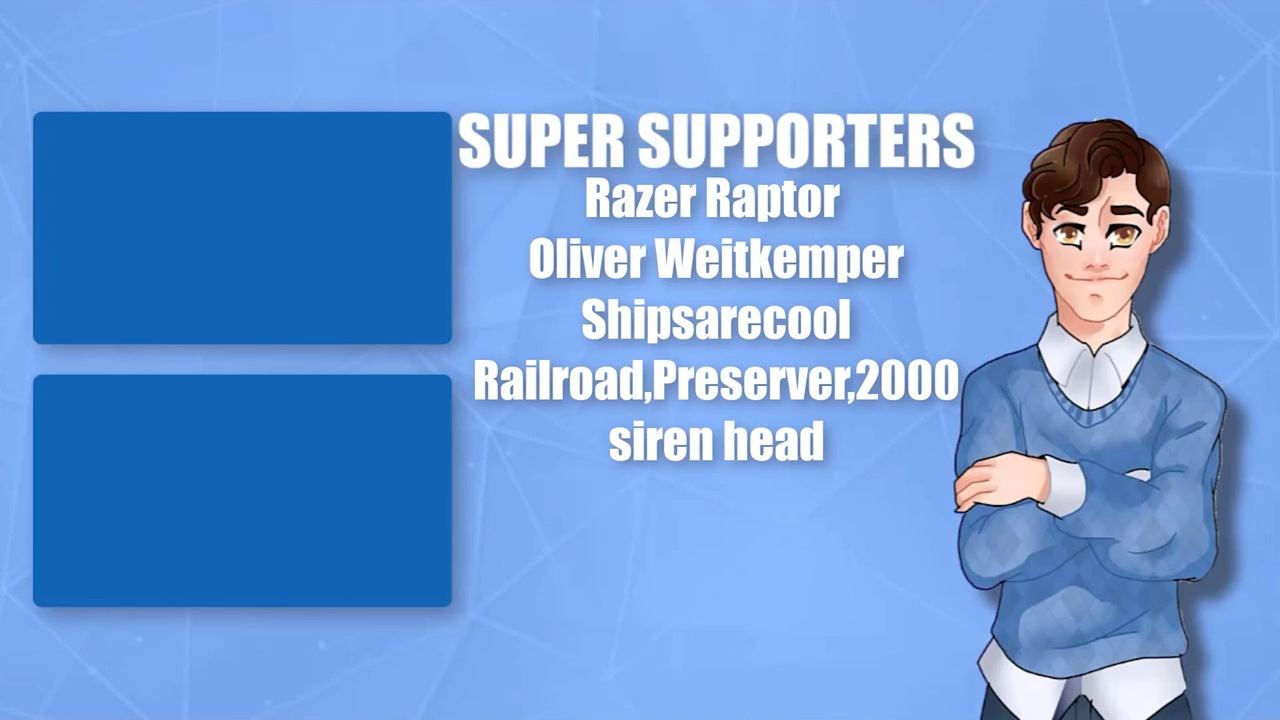 SUPER SUPPORTERS
Razer Raptor
Oliver Weitkemper
Shipsarecool
Railroad,Preserver,2000
siren head